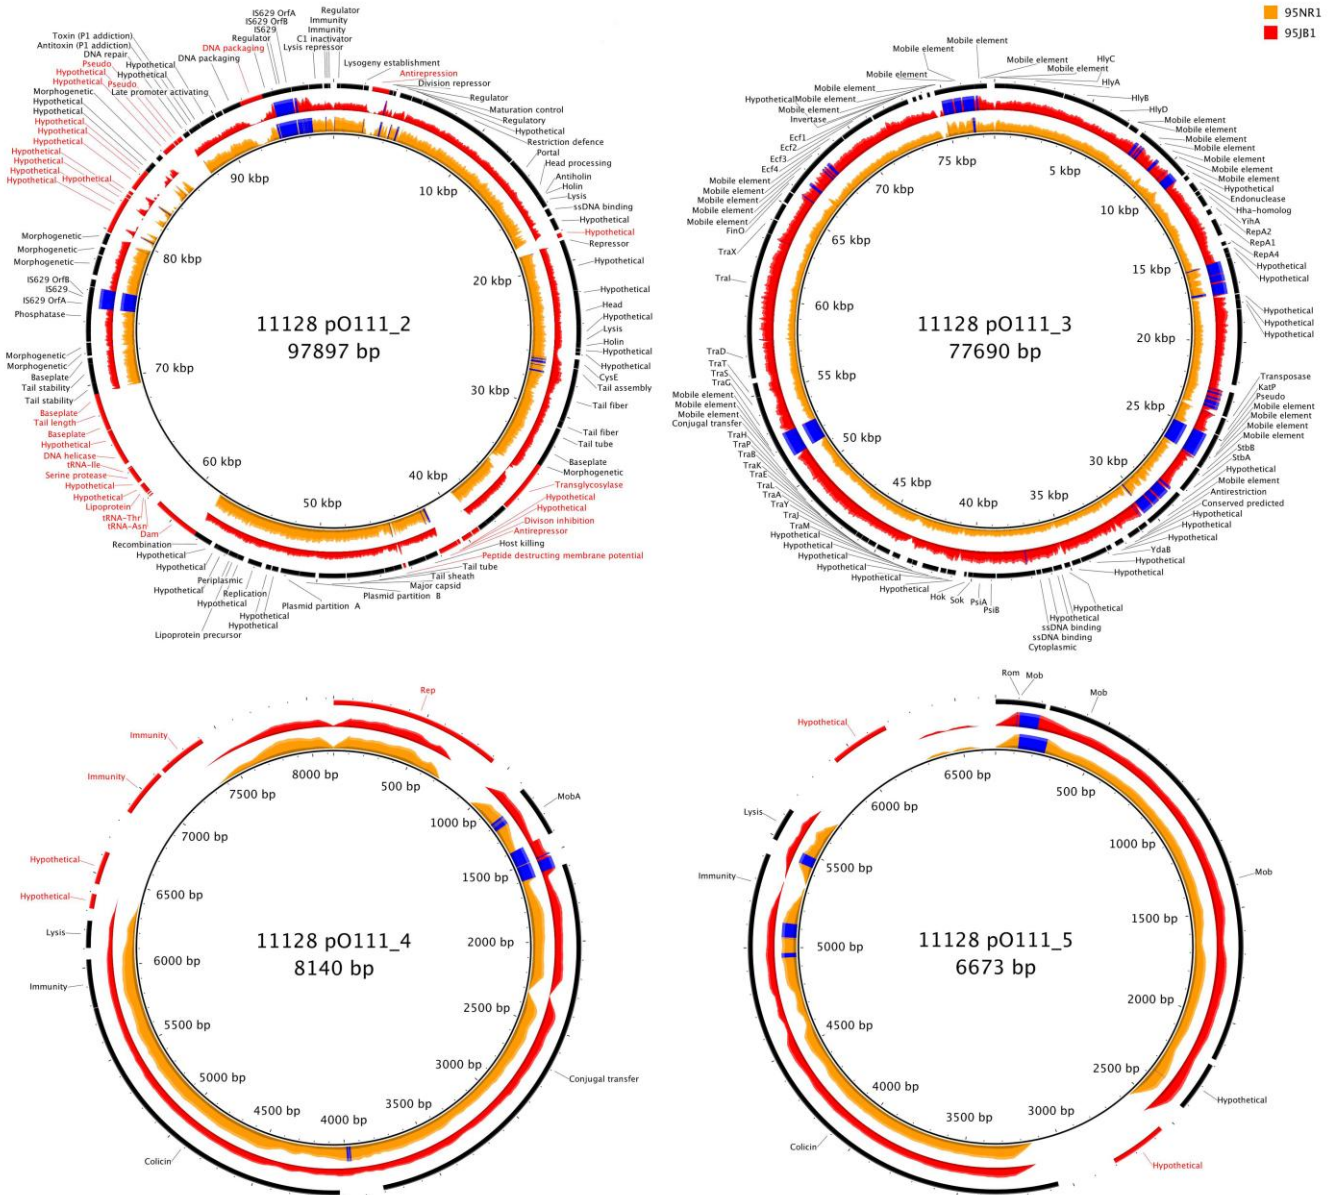 95NR1
95JB1
Regulator
IS629 OrfA
Immunity
IS629 OrfB
Immunity
IS629
C1 inactivator
Regulator
Lysis repressor
Toxin (P1 addiction)
Antitoxin (P1 addiction)
DNA repair
DNA packaging
DNA packaging
Pseudo
Hypothetical
Hypothetical
Hypothetical
Hypothetical
Pseudo
Morphogenetic
Late promoter activating
Hypothetical
Hypothetical
Hypothetical
Hypothetical
Hypothetical
Hypothetical
Hypothetical
Hypothetical
Hypothetical
Morphogenetic
Morphogenetic
Morphogenetic
IS629 OrfB
IS629
IS629 OrfA
Phosphatase
Morphogenetic
Morphogenetic
Baseplate
Tail stability
Tail stability
Baseplate
Tail length
Baseplate
Hypothetical
DNA helicase
tRNA-Ile
Serine protease
Hypothetical
Hypothetical
Lipoprotein
tRNA-Thr
tRNA-Asn
Dam
Recombination
Hypothetical
Hypothetical
Periplasmic
Hypothetical
Replication
Hypothetical
Hypothetical
Hypothetical
Lipoprotein precursor
Lysogeny establishment
Antirepression
Division repressor
Regulator
Maturation control
Regulatory
Hypothetical
Restriction defence
Portal
Head processing
Antiholin
Holin
Lysis
ssDNA binding
Hypothetical
Hypothetical
Repressor
Hypothetical
Hypothetical
Head
Hypothetical
Lysis
Holin
Hypothetical
Hypothetical
CysE
Tail assembly
Tail fiber
Tail fiber
Tail tube
Baseplate
Morphogenetic
Transglycosylase
Hypothetical
Hypothetical
Divison inhibition
Antirepressor
Host killing
Peptide destructing membrane potential
Tail tube
Tail sheath
Major capsid
Plasmid partition B
Plasmid partition A
90 kbp
10 kbp
80 kbp
20 kbp
70 kbp
30 kbp
60 kbp
40 kbp
50 kbp
11128 pO111_2
97897 bp
Mobile element
Mobile element
Mobile element
Mobile element
Mobile element
HlyC
HlyA
Mobile element
Hypothetical
Mobile element
Mobile element
Invertase
HlyB
HlyD
Mobile element
Mobile element
Mobile element
Mobile element
Mobile element
Mobile element
Hypothetical
Endonuclease
Hha-homolog
YihA
RepA2
RepA1
RepA4
Hypothetical
Hypothetical
Hypothetical
Hypothetical
Hypothetical
Transposase
KatP
Pseudo
Mobile element
Mobile element
Mobile element
Mobile element
StbB
StbA
Hypothetical
Mobile element
Antirestriction
Conserved predicted
Hypothetical
Hypothetical
Hypothetical
YdaB
Hypothetical
Hypothetical
Hypothetical
Hypothetical
ssDNA binding
ssDNA binding
Cytoplasmic
Ecf1
Ecf2
Ecf3
Ecf4
Mobile element
Mobile element
Mobile element
Mobile element
Mobile element
FinO
TraX
TraI
TraD
TraT
TraS
TraG
Mobile element
Mobile element
Mobile element
Conjugal transfer
TraH
TraP
TraB
TraK
TraE
TraL
TraA
TraY
TraJ
TraM
Hypothetical
Hypothetical
Hypothetical
Hypothetical
Hypothetical
Hok
Sok
PsiA
PsiB
75 kbp
5 kbp
70 kbp
10 kbp
65 kbp
15 kbp
60 kbp
20 kbp
55 kbp
25 kbp
50 kbp
30 kbp
45 kbp
35 kbp
40 kbp
11128 pO111_3
77690 bp
Rep
Immunity
Immunity
MobA
Hypothetical
Hypothetical
Lysis
Immunity
Conjugal transfer
Colicin
8000 bp
500 bp
7500 bp
1000 bp
7000 bp
1500 bp
6500 bp
2000 bp
6000 bp
2500 bp
5500 bp
3000 bp
5000 bp
3500 bp
4500 bp
4000 bp
11128 pO111_4
8140 bp
Rom
Mob
Mob
Hypothetical
Lysis
Immunity
Mob
Hypothetical
Hypothetical
Colicin
6500 bp
500 bp
6000 bp
1000 bp
5500 bp
1500 bp
5000 bp
2000 bp
4500 bp
2500 bp
4000 bp
3000 bp
3500 bp
11128 pO111_5
6673 bp